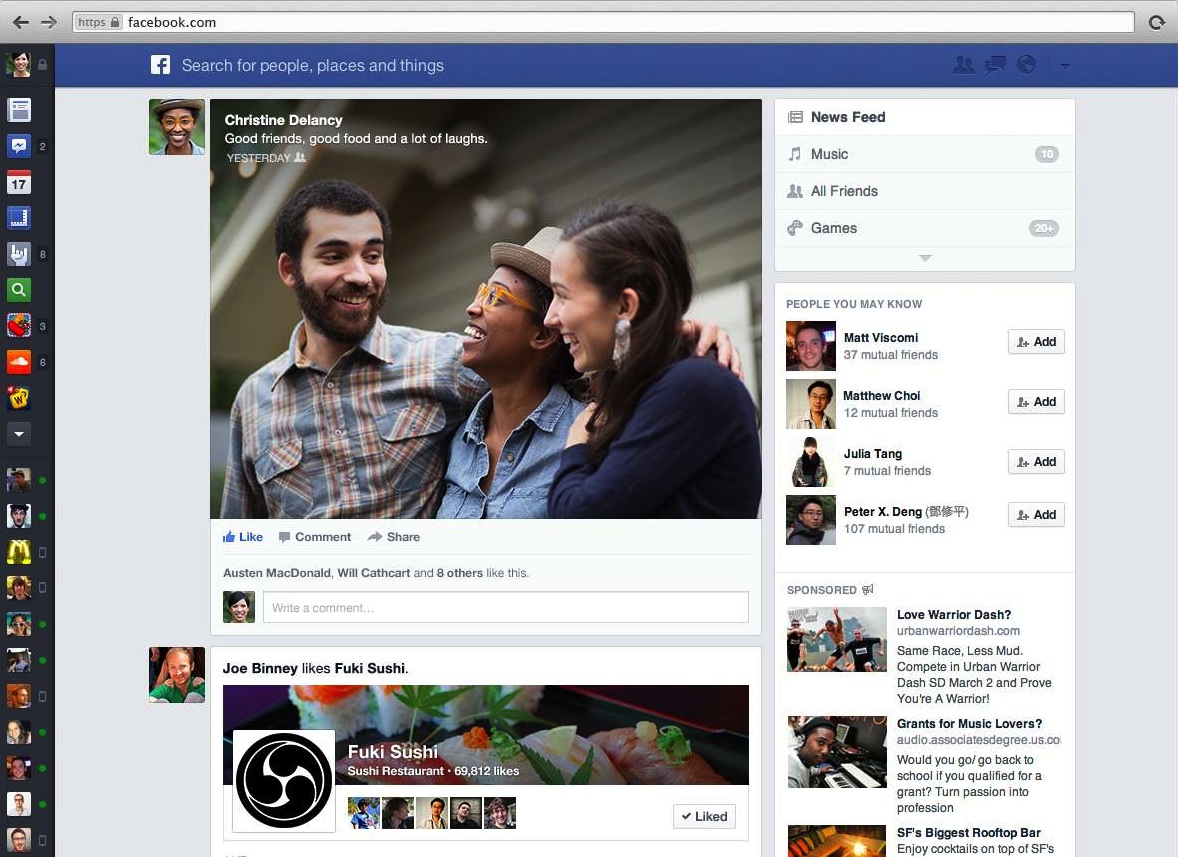 https facebook.com
Search for people, places and things
2
17
8
3
6
W
Christine Delancy
Good friends, good food and a lot of laughs.
YESTERDAY
Like Comment Share
Austen MacDonald, Will Cathcart and 8 others like this.
Write a comment...
Joe Binney likes Fuki Sushi.
Fuki Sushi
Sushi Restaurant • 69,812 likes
Liked
News Feed
Music 10
All Friends
Games 20+
PEOPLE YOU MAY KNOW
Matt Viscomi
37 mutual friends
Add
Matthew Choi
12 mutual friends
Add
Julia Tang
7 mutual friends
Add
Peter X. Deng (鄧修平)
107 mutual friends
Add
SPONSORED
Love Warrior Dash?
urbanwarriordash.com
Same Race, Less Mud.
Compete in Urban Warrior
Dash SD March 2 and Prove
You're A Warrior!
Grants for Music Lovers?
audio.associatesdegree.us.co
Would you go/ go back to
school if you qualified for a
grant? Turn passion into
profession
SF's Biggest Rooftop Bar
Enjoy cocktails on top of SF's